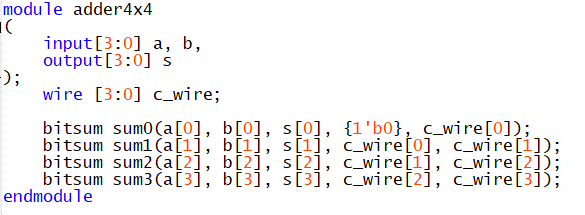 module adder4x4
(
    input[3:0] a, b,
    output[3:0] s
);
    wire [3:0] c_wire;

    bitsum sum0(a[0], b[0], s[0], {1'b0}, c_wire[0]);
    bitsum sum1(a[1], b[1], s[1], c_wire[0], c_wire[1]);
    bitsum sum2(a[2], b[2], s[2], c_wire[1], c_wire[2]);
    bitsum sum3(a[3], b[3], s[3], c_wire[2], c_wire[3]);
endmodule